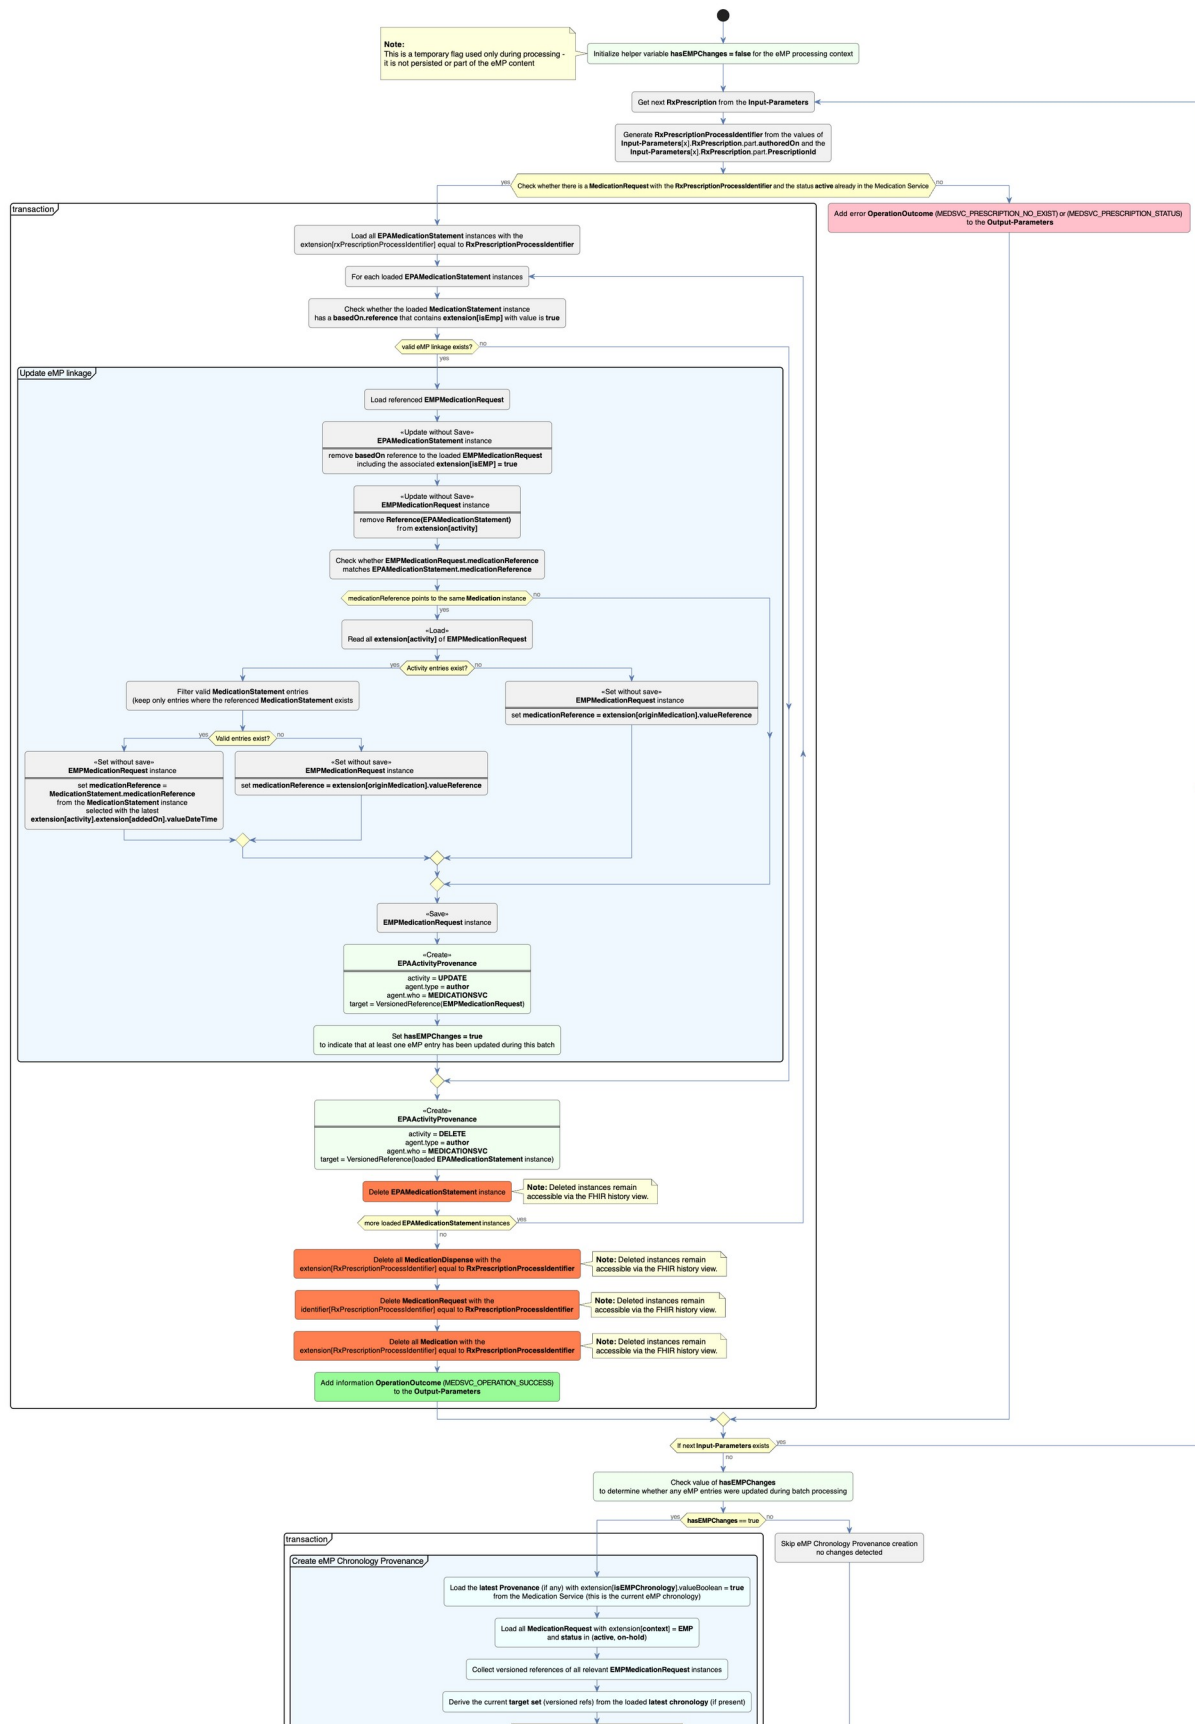 Note:
This is a temporary flag used only during processing -
it is not persisted or part of the eMP content
Initialize helper variable hasEMPChanges = false for the eMP processing context
Get next RxPrescription from the Input-Parameters
Generate RxPrescriptionProcessIdentifier from the values of
Input-Parameters[x].RxPrescription.part.authoredOn and the
Input-Parameters[x].RxPrescription.part.PrescriptionId
yes
Check whether there is a MedicationRequest with the RxPrescriptionProcessIdentifier and the status active already in the Medication Service
no
transaction
Add error OperationOutcome (MEDSVC_PRESCRIPTION_NO_EXIST) or (MEDSVC_PRESCRIPTION_STATUS)
to the Output-Parameters
Load all EPAMedicationStatement instances with the
extension[rxPrescriptionProcessIdentifier] equal to RxPrescriptionProcessIdentifier
For each loaded EPAMedicationStatement instances
Check whether the loaded MedicationStatement instance
has a basedOn.reference that contains extension[isEmp] with value is true
valid eMP linkage exists?
no
yes
Update eMP linkage
Load referenced EMPMedicationRequest
«Update without Save»
EPAMedicationStatement instance
remove basedOn reference to the loaded EMPMedicationRequest
including the associated extension[isEMP] = true
«Update without Save»
EMPMedicationRequest instance
remove Reference(EPAMedicationStatement)
from extension[activity]
Check whether EMPMedicationRequest.medicationReference
matches EPAMedicationStatement.medicationReference
medicationReference points to the same Medication instance
no
yes
«Load»
Read all extension[activity] of EMPMedicationRequest
yes
Activity entries exist?
no
Filter valid MedicationStatement entries
(keep only entries where the referenced MedicationStatement exists
«Set without save»
EMPMedicationRequest instance
set medicationReference = extension[originMedication].valueReference
yes
Valid entries exist?
no
«Set without save»
EMPMedicationRequest instance
set medicationReference =
MedicationStatement.medicationReference
from the MedicationStatement instance
selected with the latest
extension[activity].extension[addedOn].valueDateTime
«Set without save»
EMPMedicationRequest instance
set medicationReference = extension[originMedication].valueReference
«Save»
EMPMedicationRequest instance
«Create»
EPAActivityProvenance
activity = UPDATE
agent.type = author
agent.who = MEDICATIONSVC
target = VersionedReference(EMPMedicationRequest)
Set hasEMPChanges = true
to indicate that at least one eMP entry has been updated during this batch
«Create»
EPAActivityProvenance
activity = DELETE
agent.type = author
agent.who = MEDICATIONSVC
target = VersionedReference(loaded EPAMedicationStatement instance)
Delete EPAMedicationStatement instance
Note: Deleted instances remain
accessible via the FHIR history view.
more loaded EPAMedicationStatement instances
yes
no
Delete all MedicationDispense with the
extension[RxPrescriptionProcessIdentifier] equal to RxPrescriptionProcessIdentifier
Note: Deleted instances remain
accessible via the FHIR history view.
Delete MedicationRequest with the
identifier[RxPrescriptionProcessIdentifier] equal to RxPrescriptionProcessIdentifier
Note: Deleted instances remain
accessible via the FHIR history view.
Delete all Medication with the
extension[RxPrescriptionProcessIdentifier] equal to RxPrescriptionProcessIdentifier
Note: Deleted instances remain
accessible via the FHIR history view.
Add information OperationOutcome (MEDSVC_OPERATION_SUCCESS)
to the Output-Parameters
If next Input-Parameters exists
yes
no
Check value of hasEMPChanges
to determine whether any eMP entries were updated during batch processing
yes
hasEMPChanges == true
no
transaction
Skip eMP Chronology Provenance creation
no changes detected
Create eMP Chronology Provenance
Load the latest Provenance (if any) with extension[isEMPChronology].valueBoolean = true
from the Medication Service (this is the current eMP chronology)
Load all MedicationRequest with extension[context] = EMP
and status in (active, on-hold)
Collect versioned references of all relevant EMPMedicationRequest instances
Derive the current target set (versioned refs) from the loaded latest chronology (if present)